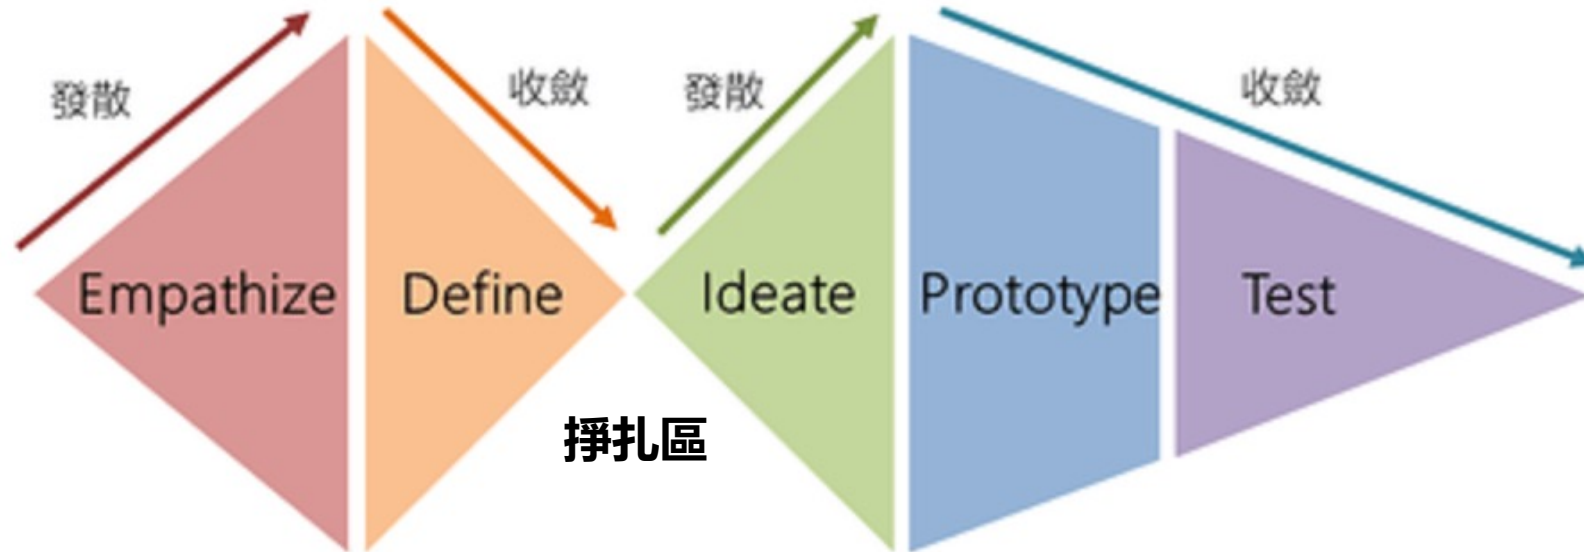 發散
收斂
發散
收斂
Empathize
Define
Ideate
Prototype
Test
掙扎區